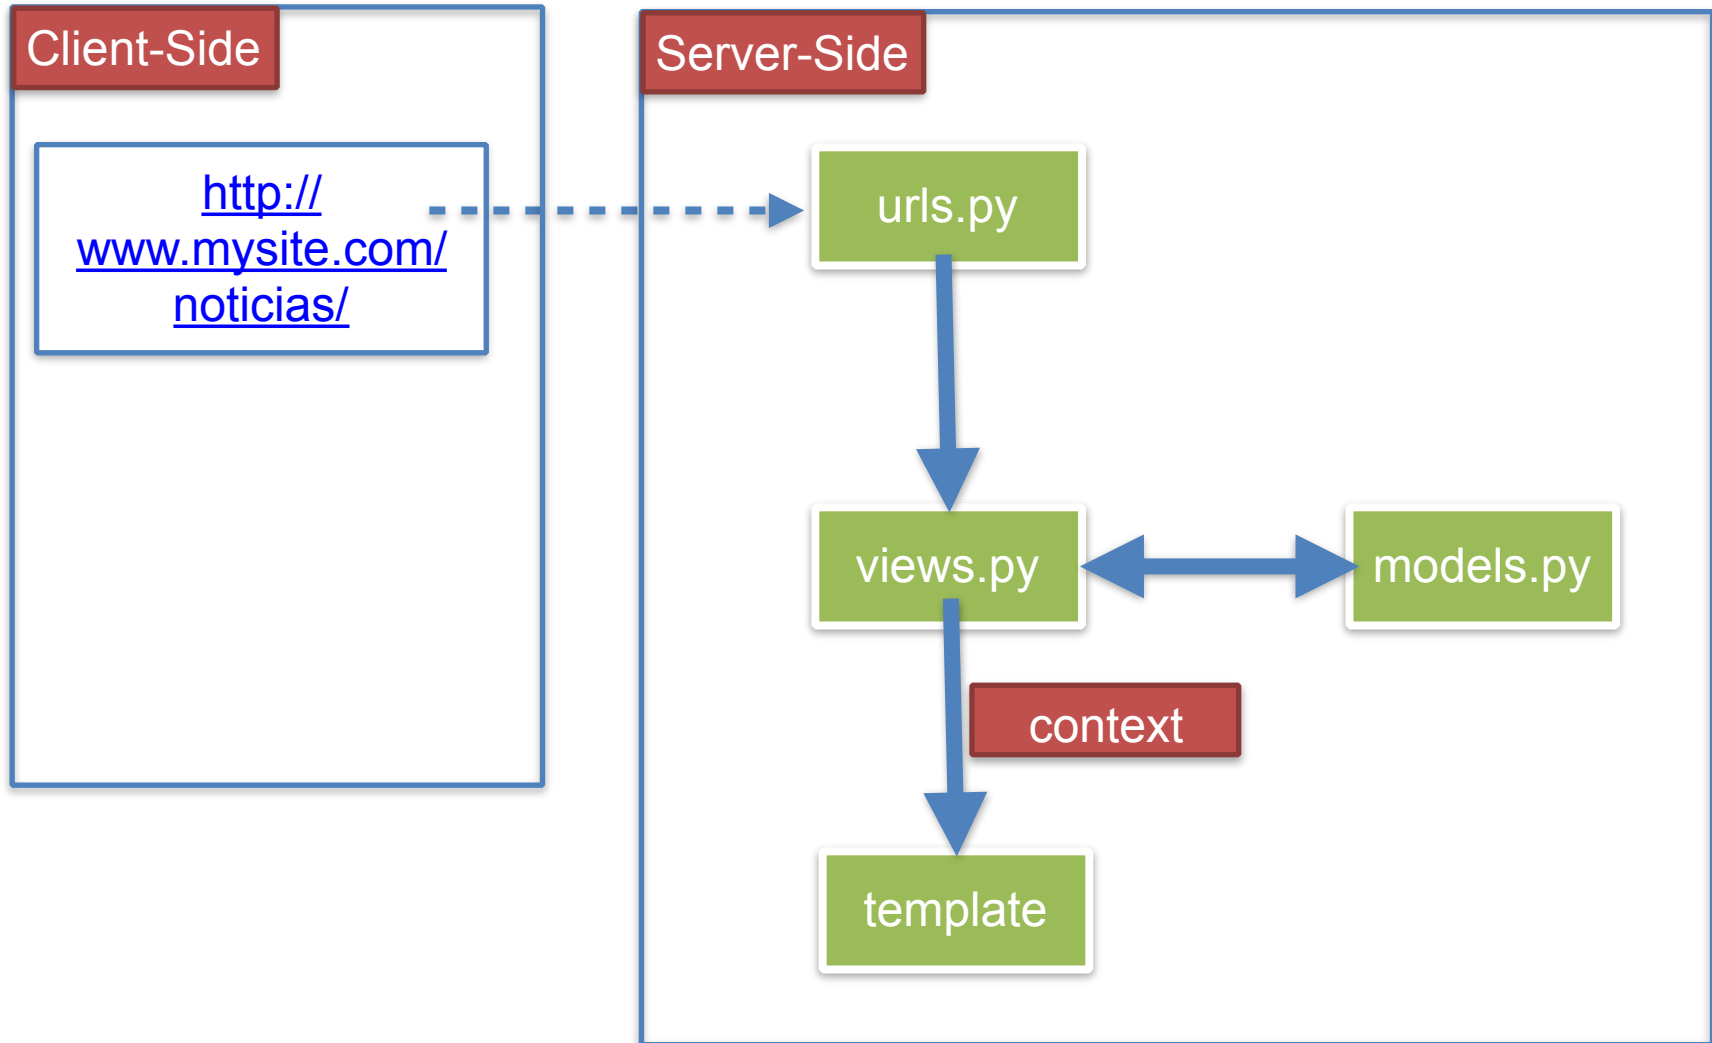 Client-Side
Server-Side
http://
www.mysite.com/
noticias/
urls.py
views.py
models.py
context
template